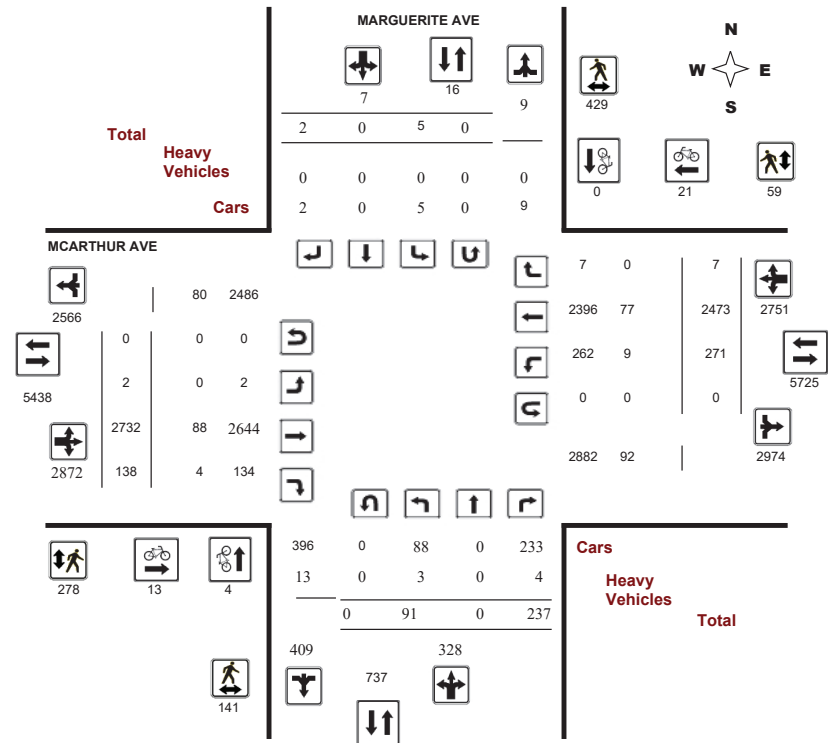 MARGUERITE AVE
N
W E
S
7
16
9
429
Total
2 0 5 0
Heavy
Vehicles
0 0 0 0 0
Cars
2 0 5 0 9
0
21
59
MCARTHUR AVE
2566
80 2486
7 0 7
2751
5438
0 0 0
2396 77 2473
5725
2 0 2
262 9 271
2872
2732 88 2644
0 0 0
2974
138 4 134
2882 92
278
13
4
396 0 88 0 233
Cars
13 0 3 0 4
Heavy
Vehicles
0 91 0 237
Total
409
737
328
141